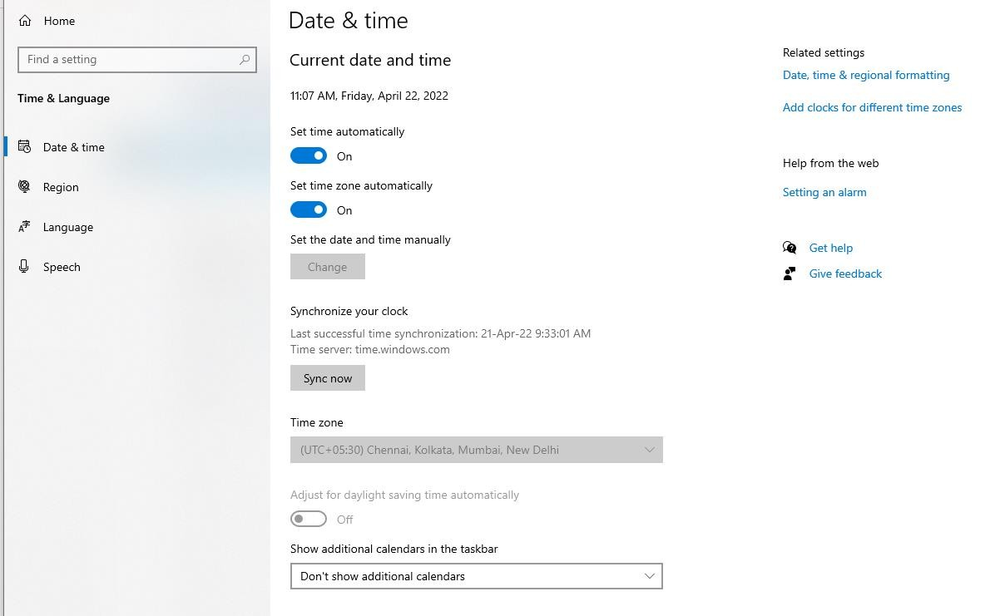 Home
Find a setting
Time & Language
Date & time
Region
Language
Speech
Date & time
Current date and time
11:07 AM, Friday, April 22, 2022
Set time automatically
On
Set time zone automatically
On
Set the date and time manually
Change
Synchronize your clock
Last successful time synchronization: 21-Apr-22 9:33:01 AM
Time server: time.windows.com
Sync now
Time zone
(UTC+05:30) Chennai, Kolkata, Mumbai, New Delhi
Adjust for daylight saving time automatically
Off
Show additional calendars in the taskbar
Don't show additional calendars
Related settings
Date, time & regional formatting
Add clocks for different time zones
Help from the web
Setting an alarm
Get help
Give feedback